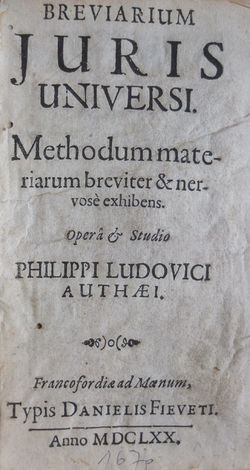 BREVIARIUM
JURIS
UNIVERSI.
Methodum mate-
riarum breviter & ner-
vosè exhibens.
Operâ & Studio
PHILIPPI LUDOVICI
AUTHÆI.
Francofordiæ ad Mœnum,
Typis DANIELIS FIEVETI.
Anno MDCLXX.
1670